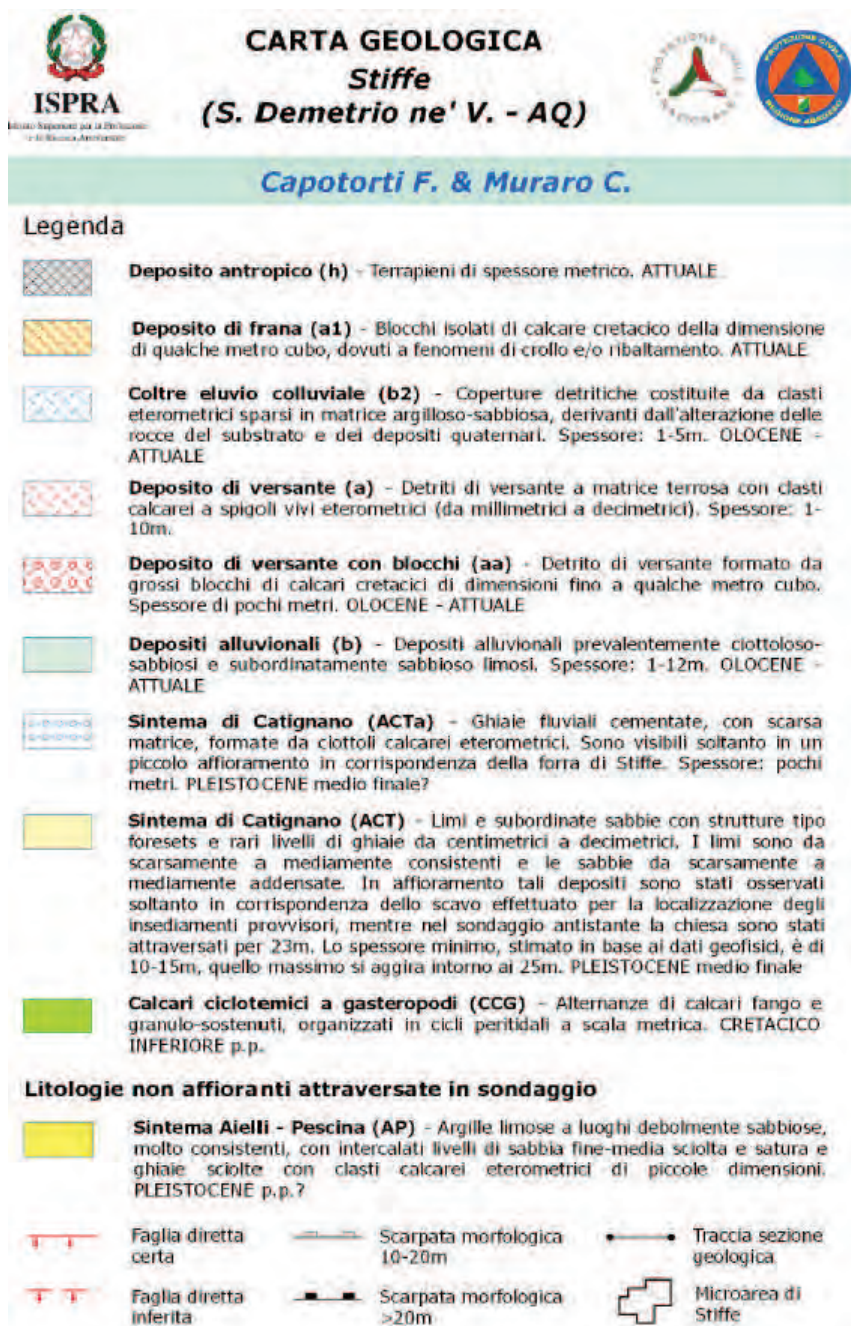 ISPRA
Istituto Superiore per la Protezione
e la Ricerca Ambientale
CARTA GEOLOGICA
Stiffe
(S. Demetrio ne' V. - AQ)
PROTEZIONE CIVILE
NAZIONALE
PROTEZIONE CIVILE
REGIONE ABRUZZO
Capotorti F. & Muraro C.
Legenda
Deposito antropico (h) - Terrapieni di spessore metrico. ATTUALE
Deposito di frana (a1) - Blocchi isolati di calcare cretacico della dimensione
di qualche metro cubo, dovuti a fenomeni di crollo e/o ribaltamento. ATTUALE
Coltre eluvio colluviale (b2) - Coperture detritiche costituite da clasti
eterometrici sparsi in matrice argilloso-sabbiosa, derivanti dall'alterazione delle
rocce del substrato e dei depositi quaternari. Spessore: 1-5m. OLOCENE -
ATTUALE
Deposito di versante (a) - Detriti di versante a matrice terrosa con clasti
calcarei a spigoli vivi eterometrici (da millimetrici a decimetrici). Spessore: 1-
10m.
Deposito di versante con blocchi (aa) - Detrito di versante formato da
grossi blocchi di calcari cretacici di dimensioni fino a qualche metro cubo.
Spessore di pochi metri. OLOCENE - ATTUALE
Depositi alluvionali (b) - Depositi alluvionali prevalentemente ciottoloso-
sabbiosi e subordinatamente sabbioso limosi. Spessore: 1-12m. OLOCENE -
ATTUALE
Sintema di Catignano (ACTa) - Ghiaie fluviali cementate, con scarsa
matrice, formate da ciottoli calcarei eterometrici. Sono visibili soltanto in un
piccolo affioramento in corrispondenza della forra di Stiffe. Spessore: pochi
metri. PLEISTOCENE medio finale?
Sintema di Catignano (ACT) - Limi e subordinate sabbie con strutture tipo
foresets e rari livelli di ghiaie da centimetrici a decimetrici. I limi sono da
scarsamente a mediamente consistenti e le sabbie da scarsamente a
mediamente addensate. In affioramento tali depositi sono stati osservati
soltanto in corrispondenza dello scavo effettuato per la localizzazione degli
insediamenti provvisori, mentre nel sondaggio antistante la chiesa sono stati
attraversati per 23m. Lo spessore minimo, stimato in base ai dati geofisici, è di
10-15m, quello massimo si aggira intorno ai 25m. PLEISTOCENE medio finale
Calcari ciclotemici a gasteropodi (CCG) - Alternanze di calcari fango e
granulo-sostenuti, organizzati in cicli peritidali a scala metrica. CRETACICO
INFERIORE p.p.
Litologie non affioranti attraversate in sondaggio
Sintema Aielli - Pescina (AP) - Argille limose a luoghi debolmente sabbiose,
molto consistenti, con intercalati livelli di sabbia fine-media sciolta e satura e
ghiaie sciolte con clasti calcarei eterometrici di piccole dimensioni.
PLEISTOCENE p.p.?
Faglia diretta
certa
Scarpata morfologica
10-20m
Traccia sezione
geologica
Faglia diretta
inferita
Scarpata morfologica
>20m
Microarea di
Stiffe